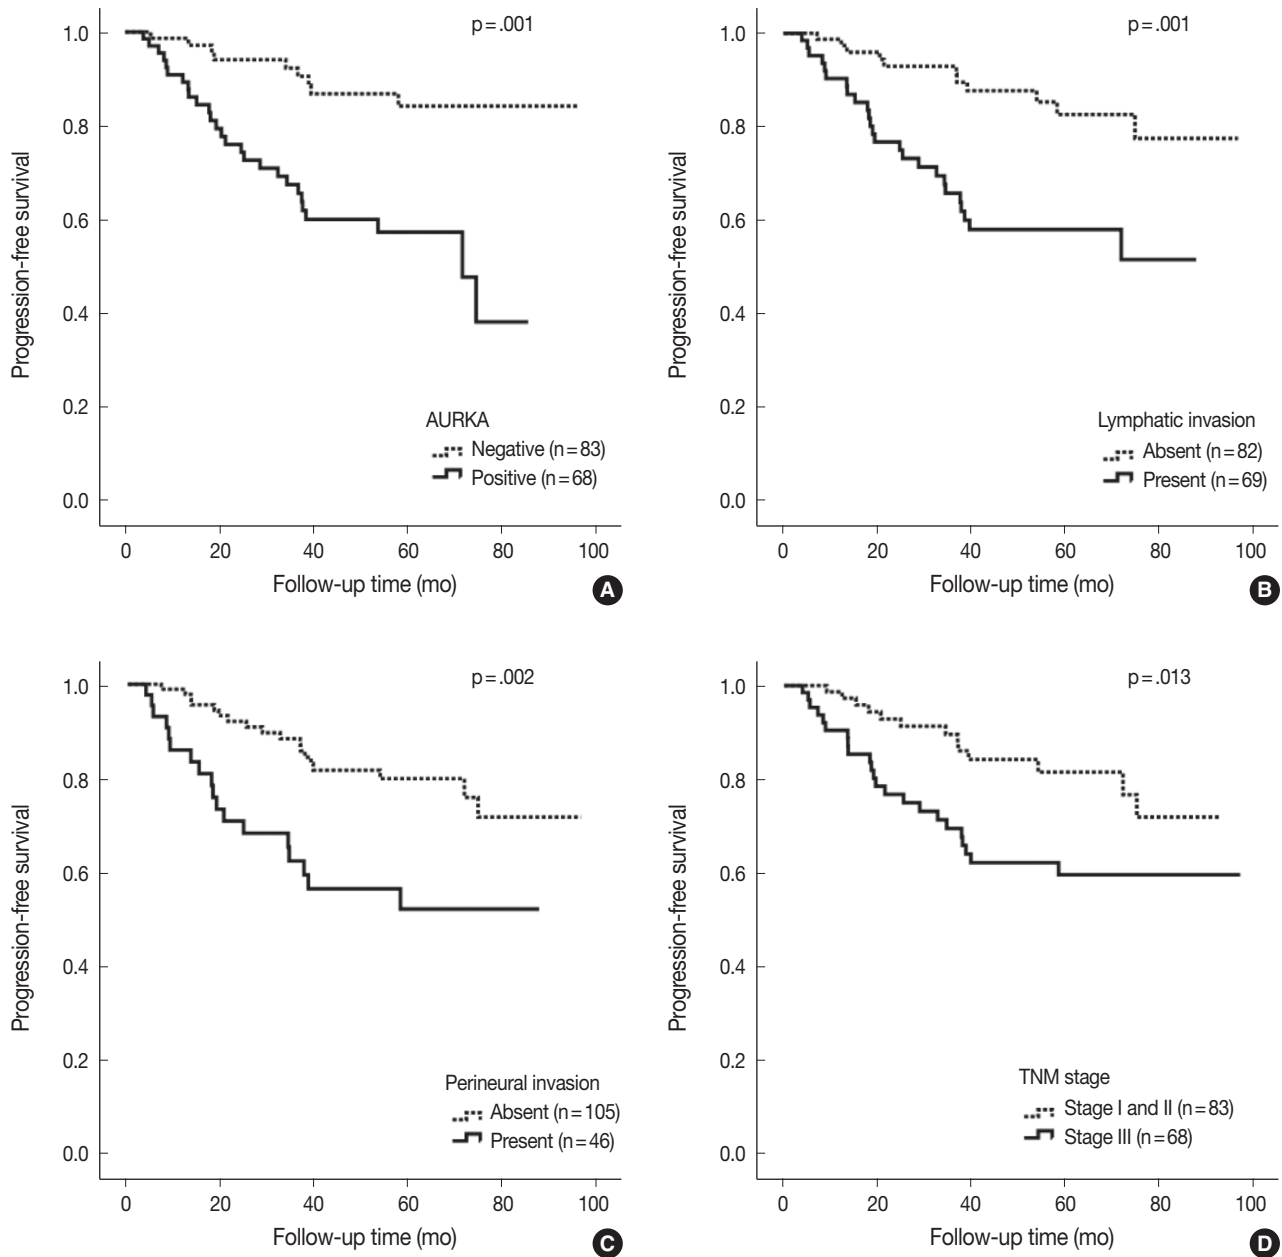 p=.001
1.0
0.8
0.6
0.4
0.2
0.0
Progression-free survival
AURKA
Negative (n=83)
Positive (n=68)
0 20 40 60 80 100
Follow-up time (mo)
A
p=.001
1.0
0.8
0.6
0.4
0.2
0.0
Progression-free survival
Lymphatic invasion
Absent (n=82)
Present (n=69)
0 20 40 60 80 100
Follow-up time (mo)
B
p=.002
1.0
0.8
0.6
0.4
0.2
0.0
Progression-free survival
Perineural invasion
Absent (n=105)
Present (n=46)
0 20 40 60 80 100
Follow-up time (mo)
C
p=.013
1.0
0.8
0.6
0.4
0.2
0.0
Progression-free survival
TNM stage
Stage I and II (n=83)
Stage III (n=68)
0 20 40 60 80 100
Follow-up time (mo)
D